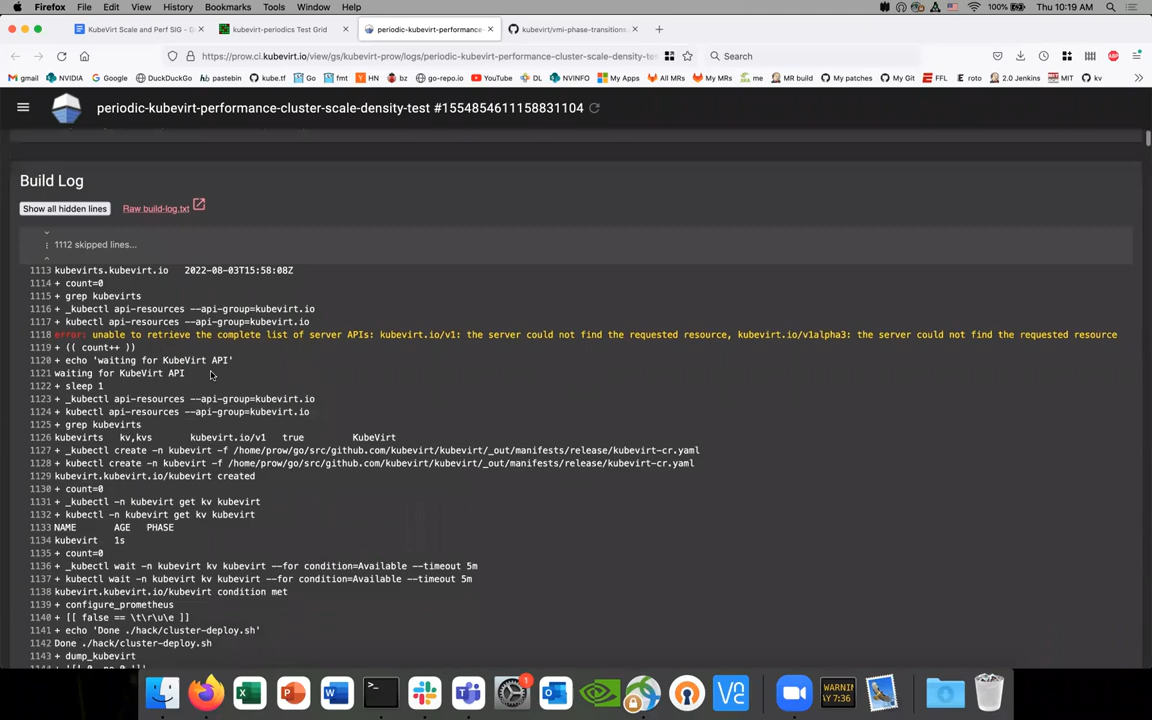 Firefox File Edit View History Bookmarks Tools Window Help 100% Thu 10:19 AM
KubeVirt Scale and Perf SIG - G
kubevirt-periodics Test Grid
periodic-kubevirt-performance-
kubevirt/vmi-phase-transitions.
https://prow.ci.kubevirt.io/view/gs/kubevirt-prow/logs/periodic-kubevirt-performance-cluster-scale-density-tes
Search
gmail NVIDIA Google DuckDuckGo pastebin kube.tf Go fmt HN bz go-repo.io YouTube DL NVINFO My Apps All MRs My MRs me MR build My patches My Git FFL roto 2.0 Jenkins MIT kv
periodic-kubevirt-performance-cluster-scale-density-test #1554854611158831104
Build Log
Show all hidden lines Raw build-log.txt
1112 skipped lines...
1113 kubevirts.kubevirt.io 2022-08-03T15:58:08Z
1114 + count=0
1115 + grep kubevirts
1116 + _kubectl api-resources --api-group=kubevirt.io
1117 + kubectl api-resources --api-group=kubevirt.io
1118 error: unable to retrieve the complete list of server APIs: kubevirt.io/v1: the server could not find the requested resource, kubevirt.io/v1alpha3: the server could not find the requested resource
1119 + (( count++ ))
1120 + echo 'waiting for KubeVirt API'
1121 waiting for KubeVirt API
1122 + sleep 1
1123 + _kubectl api-resources --api-group=kubevirt.io
1124 + kubectl api-resources --api-group=kubevirt.io
1125 + grep kubevirts
1126 kubevirts kv,kvs kubevirt.io/v1 true KubeVirt
1127 + _kubectl create -n kubevirt -f /home/prow/go/src/github.com/kubevirt/kubevirt/_out/manifests/release/kubevirt-cr.yaml
1128 + kubectl create -n kubevirt -f /home/prow/go/src/github.com/kubevirt/kubevirt/_out/manifests/release/kubevirt-cr.yaml
1129 kubevirt.kubevirt.io/kubevirt created
1130 + count=0
1131 + _kubectl -n kubevirt get kv kubevirt
1132 + kubectl -n kubevirt get kv kubevirt
1133 NAME AGE PHASE
1134 kubevirt 1s
1135 + count=0
1136 + _kubectl wait -n kubevirt kv kubevirt --for condition=Available --timeout 5m
1137 + kubectl wait -n kubevirt kv kubevirt --for condition=Available --timeout 5m
1138 kubevirt.kubevirt.io/kubevirt condition met
1139 + configure_prometheus
1140 + [[ false == \t\r\u\e ]]
1141 + echo 'Done ./hack/cluster-deploy.sh'
1142 Done ./hack/cluster-deploy.sh
1143 + dump_kubevirt
1
WARNIN
AY 7:36